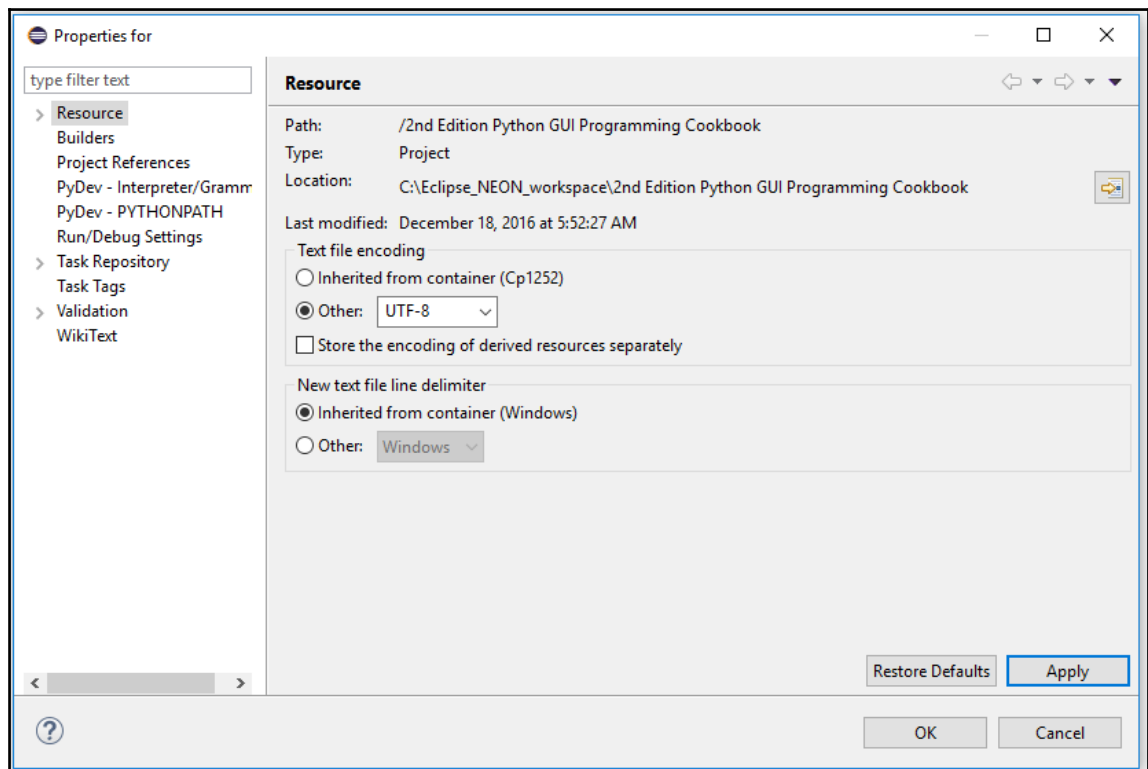 Properties for
type filter text
Resource
Builders
Project References
PyDev - Interpreter/Gramm
PyDev - PYTHONPATH
Run/Debug Settings
Task Repository
Task Tags
Validation
WikiText
Resource
Path: /2nd Edition Python GUI Programming Cookbook
Type: Project
Location: C:\Eclipse_NEON_workspace\2nd Edition Python GUI Programming Cookbook
Last modified: December 18, 2016 at 5:52:27 AM
Text file encoding
Inherited from container (Cp1252)
Other: UTF-8
Store the encoding of derived resources separately
New text file line delimiter
Inherited from container (Windows)
Other: Windows
Restore Defaults Apply
? OK Cancel